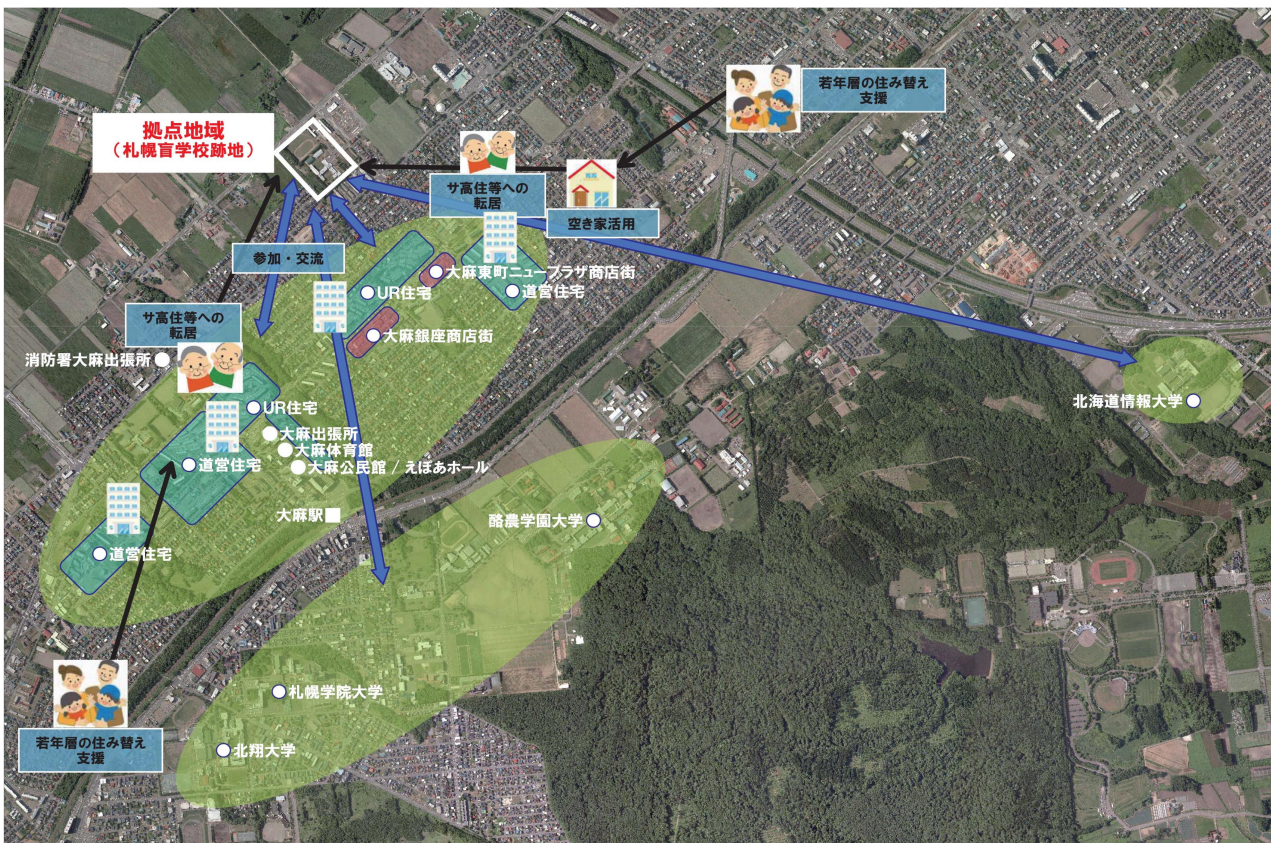 若年層の住み替え
支援
拠点地域
(札幌盲学校跡地)
サ高住等への
転居
空き家活用
参加・交流
大麻東町ニュープラザ商店街
UR住宅
道営住宅
大麻銀座商店街
サ高住等への
転居
消防署大麻出張所
北海道情報大学
UR住宅
大麻出張所
大麻体育館
道営住宅
大麻公民館 / えぽあホール
大麻駅
酪農学園大学
道営住宅
札幌学院大学
若年層の住み替え
支援
北翔大学